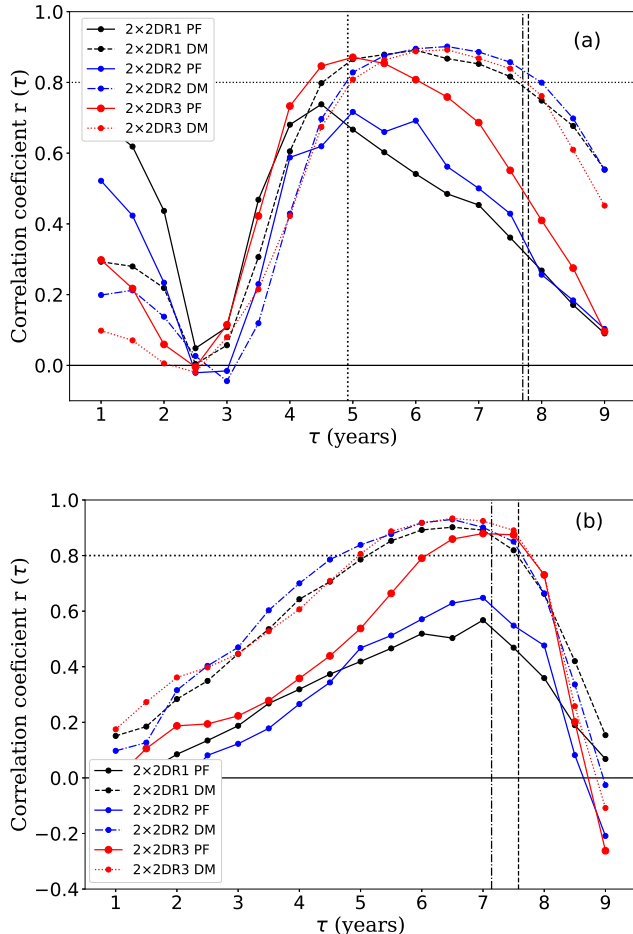 1.0
0.8
0.6
0.4
0.2
0.0
Correlation coeficient r (τ)
(a)
2×2DR1 PF
2×2DR1 DM
2×2DR2 PF
2×2DR2 DM
2×2DR3 PF
2×2DR3 DM
1 2 3 4 5 6 7 8 9
τ (years)
1.0
0.8
0.6
0.4
0.2
0.0
−0.2
−0.4
Correlation coeficient r (τ)
(b)
2×2DR1 PF
2×2DR1 DM
2×2DR2 PF
2×2DR2 DM
2×2DR3 PF
2×2DR3 DM
1 2 3 4 5 6 7 8 9
τ (years)